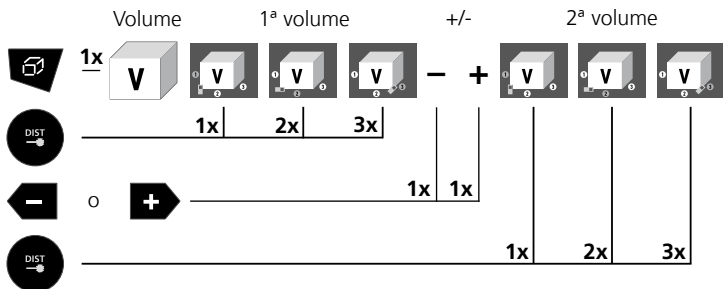 Volume 1ª volume +/- 2ª volume
1x V V V V − + V V V
DIST 1x 2x 3x
− o + 1x 1x
DIST 1x 2x 3x